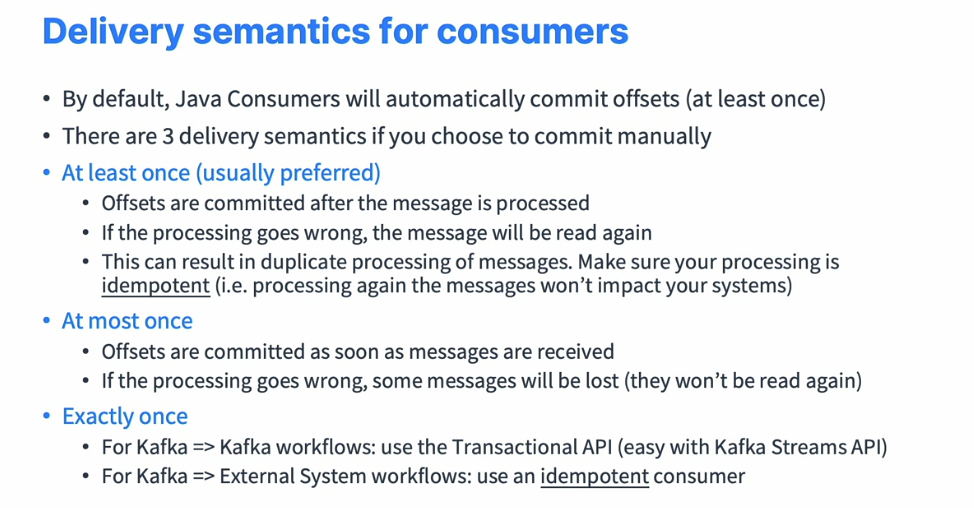 Delivery semantics for consumers
• By default, Java Consumers will automatically commit offsets (at least once)
• There are 3 delivery semantics if you choose to commit manually
• At least once (usually preferred)
• Offsets are committed after the message is processed
• If the processing goes wrong, the message will be read again
• This can result in duplicate processing of messages. Make sure your processing is
idempotent (i.e. processing again the messages won't impact your systems)
• At most once
• Offsets are committed as soon as messages are received
• If the processing goes wrong, some messages will be lost (they won't be read again)
• Exactly once
• For Kafka => Kafka workflows: use the Transactional API (easy with Kafka Streams API)
• For Kafka => External System workflows: use an idempotent consumer